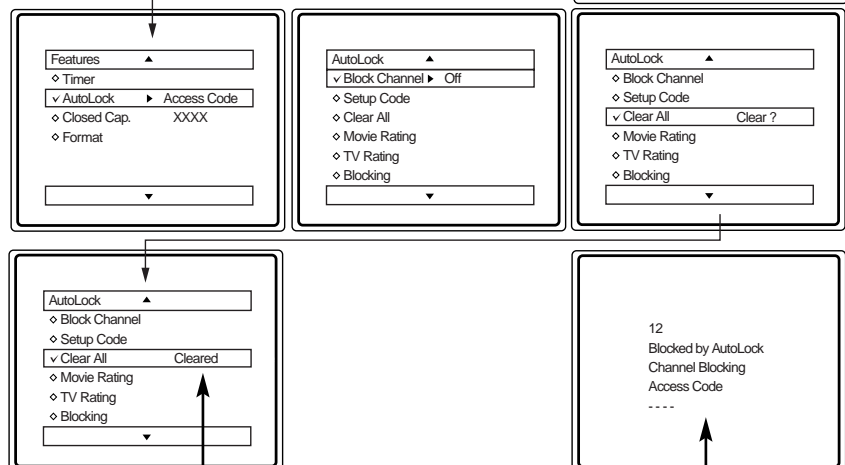 Features ▲
◇ Timer
✓ AutoLock ▶ Access Code
◇ Closed Cap. XXXX
◇ Format
▼
AutoLock ▲
✓ Block Channel ▶ Off
◇ Setup Code
◇ Clear All
◇ Movie Rating
◇ TV Rating
◇ Blocking
▼
AutoLock ▲
◇ Block Channel
◇ Setup Code
✓ Clear All Clear ?
◇ Movie Rating
◇ TV Rating
◇ Blocking
▼
AutoLock ▲
◇ Block Channel
◇ Setup Code
✓ Clear All Cleared
◇ Movie Rating
◇ TV Rating
◇ Blocking
▼
12
Blocked by AutoLock
Channel Blocking
Access Code
- - - -